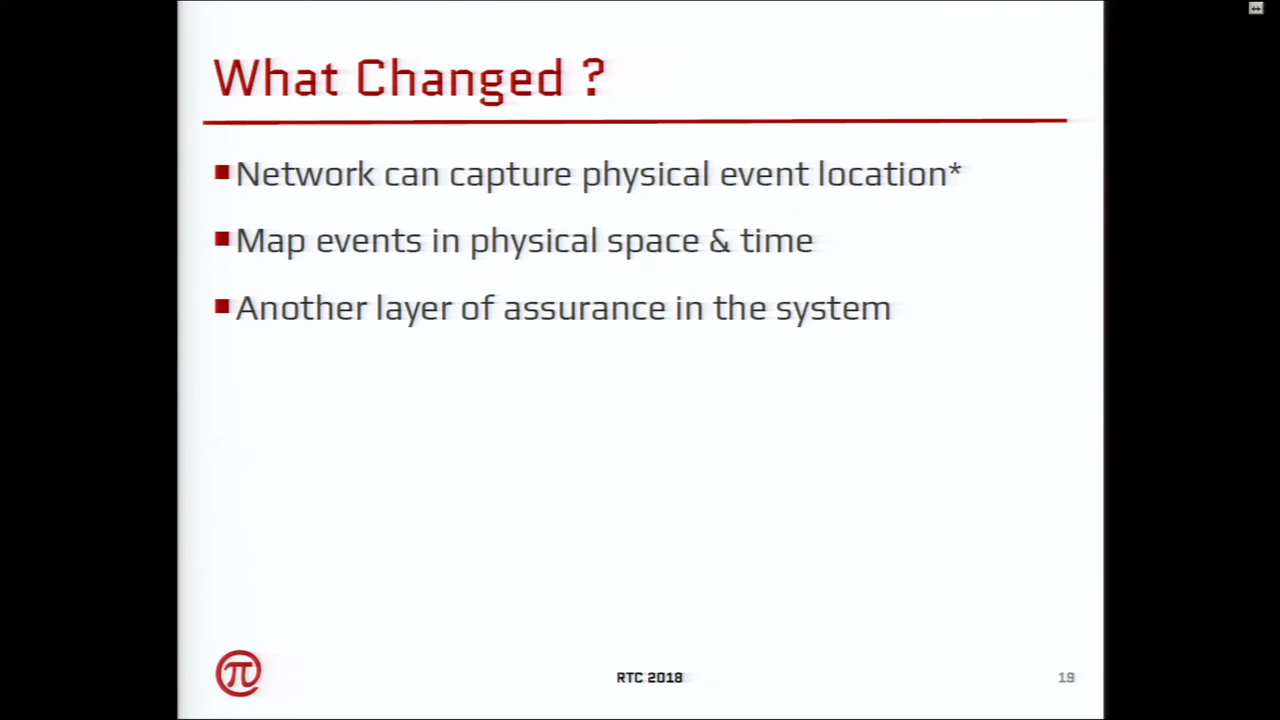 What Changed ?
Network can capture physical event location*
Map events in physical space & time
Another layer of assurance in the system
π
RTC 2018
19